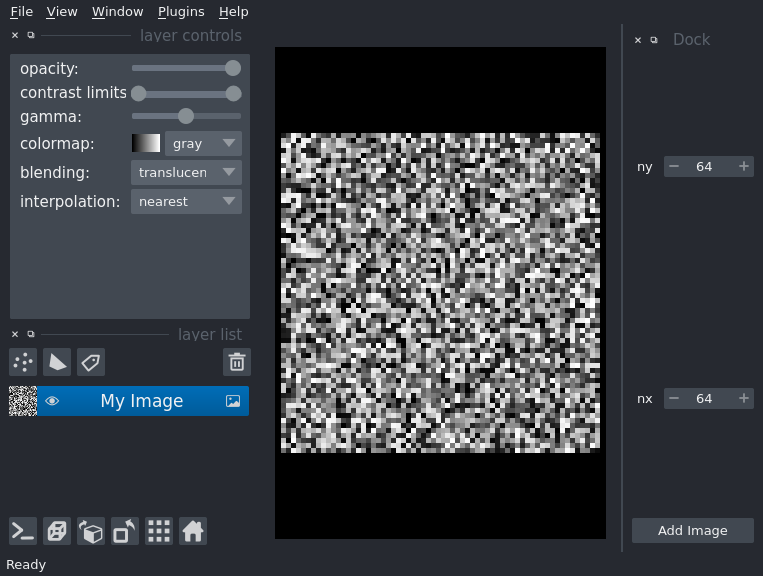 File View Window Plugins Help
layer controls
opacity:
contrast limits
gamma:
colormap: gray
blending: translucen
interpolation: nearest
layer list
My Image
Ready
Dock
ny 64
nx 64
Add Image